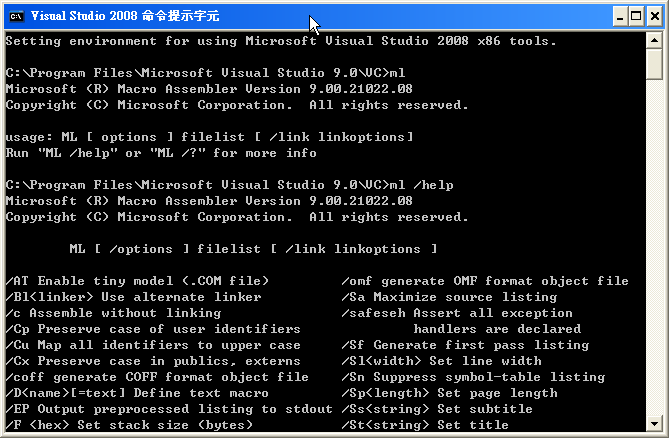 Visual Studio 2008 命令提示字元
Setting environment for using Microsoft Visual Studio 2008 x86 tools.
C:\Program Files\Microsoft Visual Studio 9.0\VC>ml
Microsoft (R) Macro Assembler Version 9.00.21022.08
Copyright (C) Microsoft Corporation.  All rights reserved.
usage: ML [ options ] filelist [ /link linkoptions]
Run "ML /help" or "ML /?" for more info
C:\Program Files\Microsoft Visual Studio 9.0\VC>ml /help
Microsoft (R) Macro Assembler Version 9.00.21022.08
Copyright (C) Microsoft Corporation.  All rights reserved.
ML [ /options ] filelist [ /link linkoptions ]
/AT Enable tiny model (.COM file)         /omf generate OMF format object file
/Bl<linker> Use alternate linker          /Sa Maximize source listing
/c Assemble without linking               /safeseh Assert all exception
/Cp Preserve case of user identifiers              handlers are declared
/Cu Map all identifiers to upper case     /Sf Generate first pass listing
/Cx Preserve case in publics, externs     /Sl<width> Set line width
/coff generate COFF format object file    /Sn Suppress symbol-table listing
/D<name>[=text] Define text macro         /Sp<length> Set page length
/EP Output preprocessed listing to stdout /Ss<string> Set subtitle
/F <hex> Set stack size (bytes)           /St<string> Set title